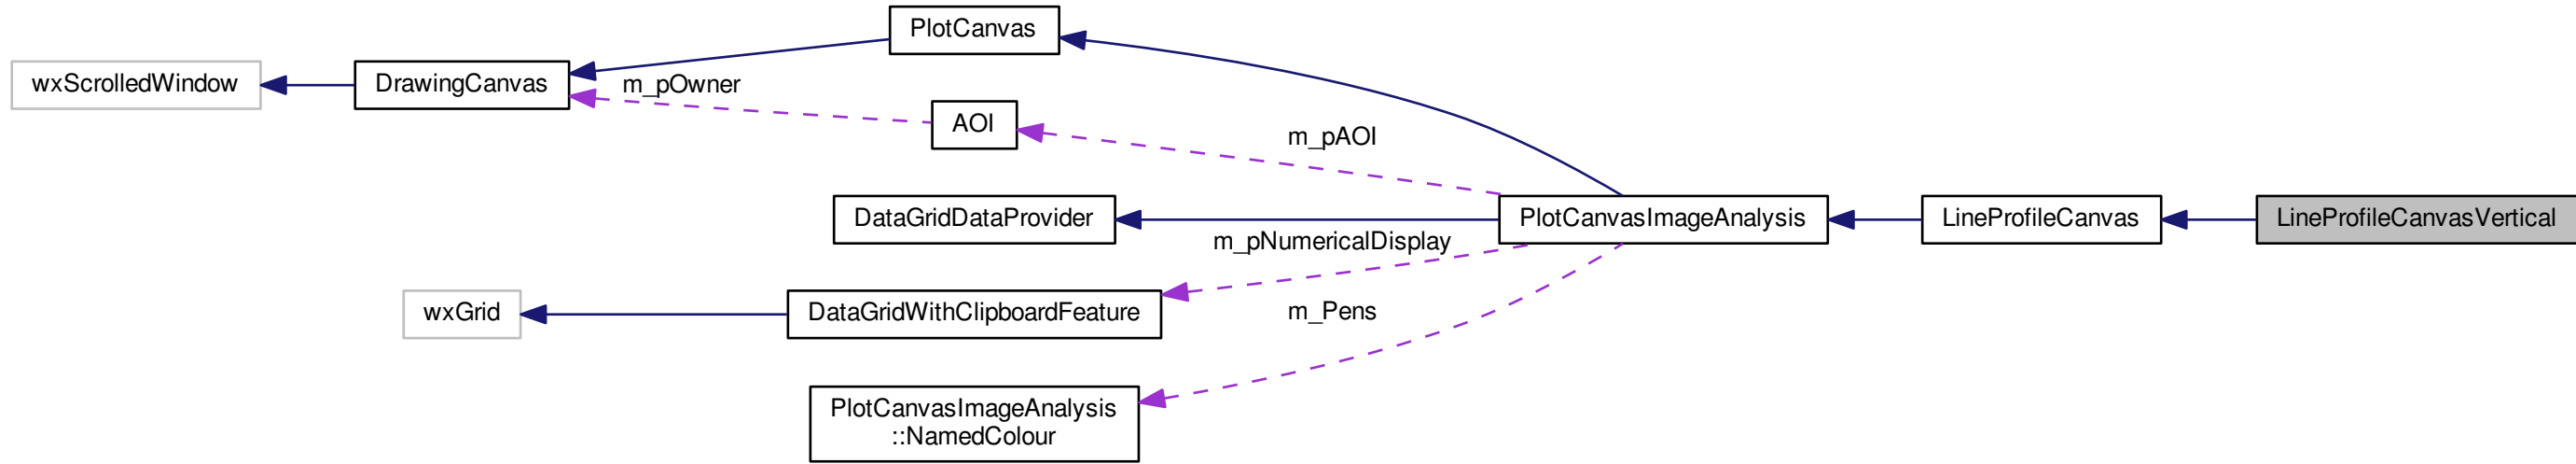 PlotCanvas
wxScrolledWindow
DrawingCanvas
m_pOwner
AOI
m_pAOI
DataGridDataProvider
PlotCanvasImageAnalysis
LineProfileCanvas
LineProfileCanvasVertical
m_pNumericalDisplay
wxGrid
DataGridWithClipboardFeature
m_Pens
PlotCanvasImageAnalysis
::NamedColour